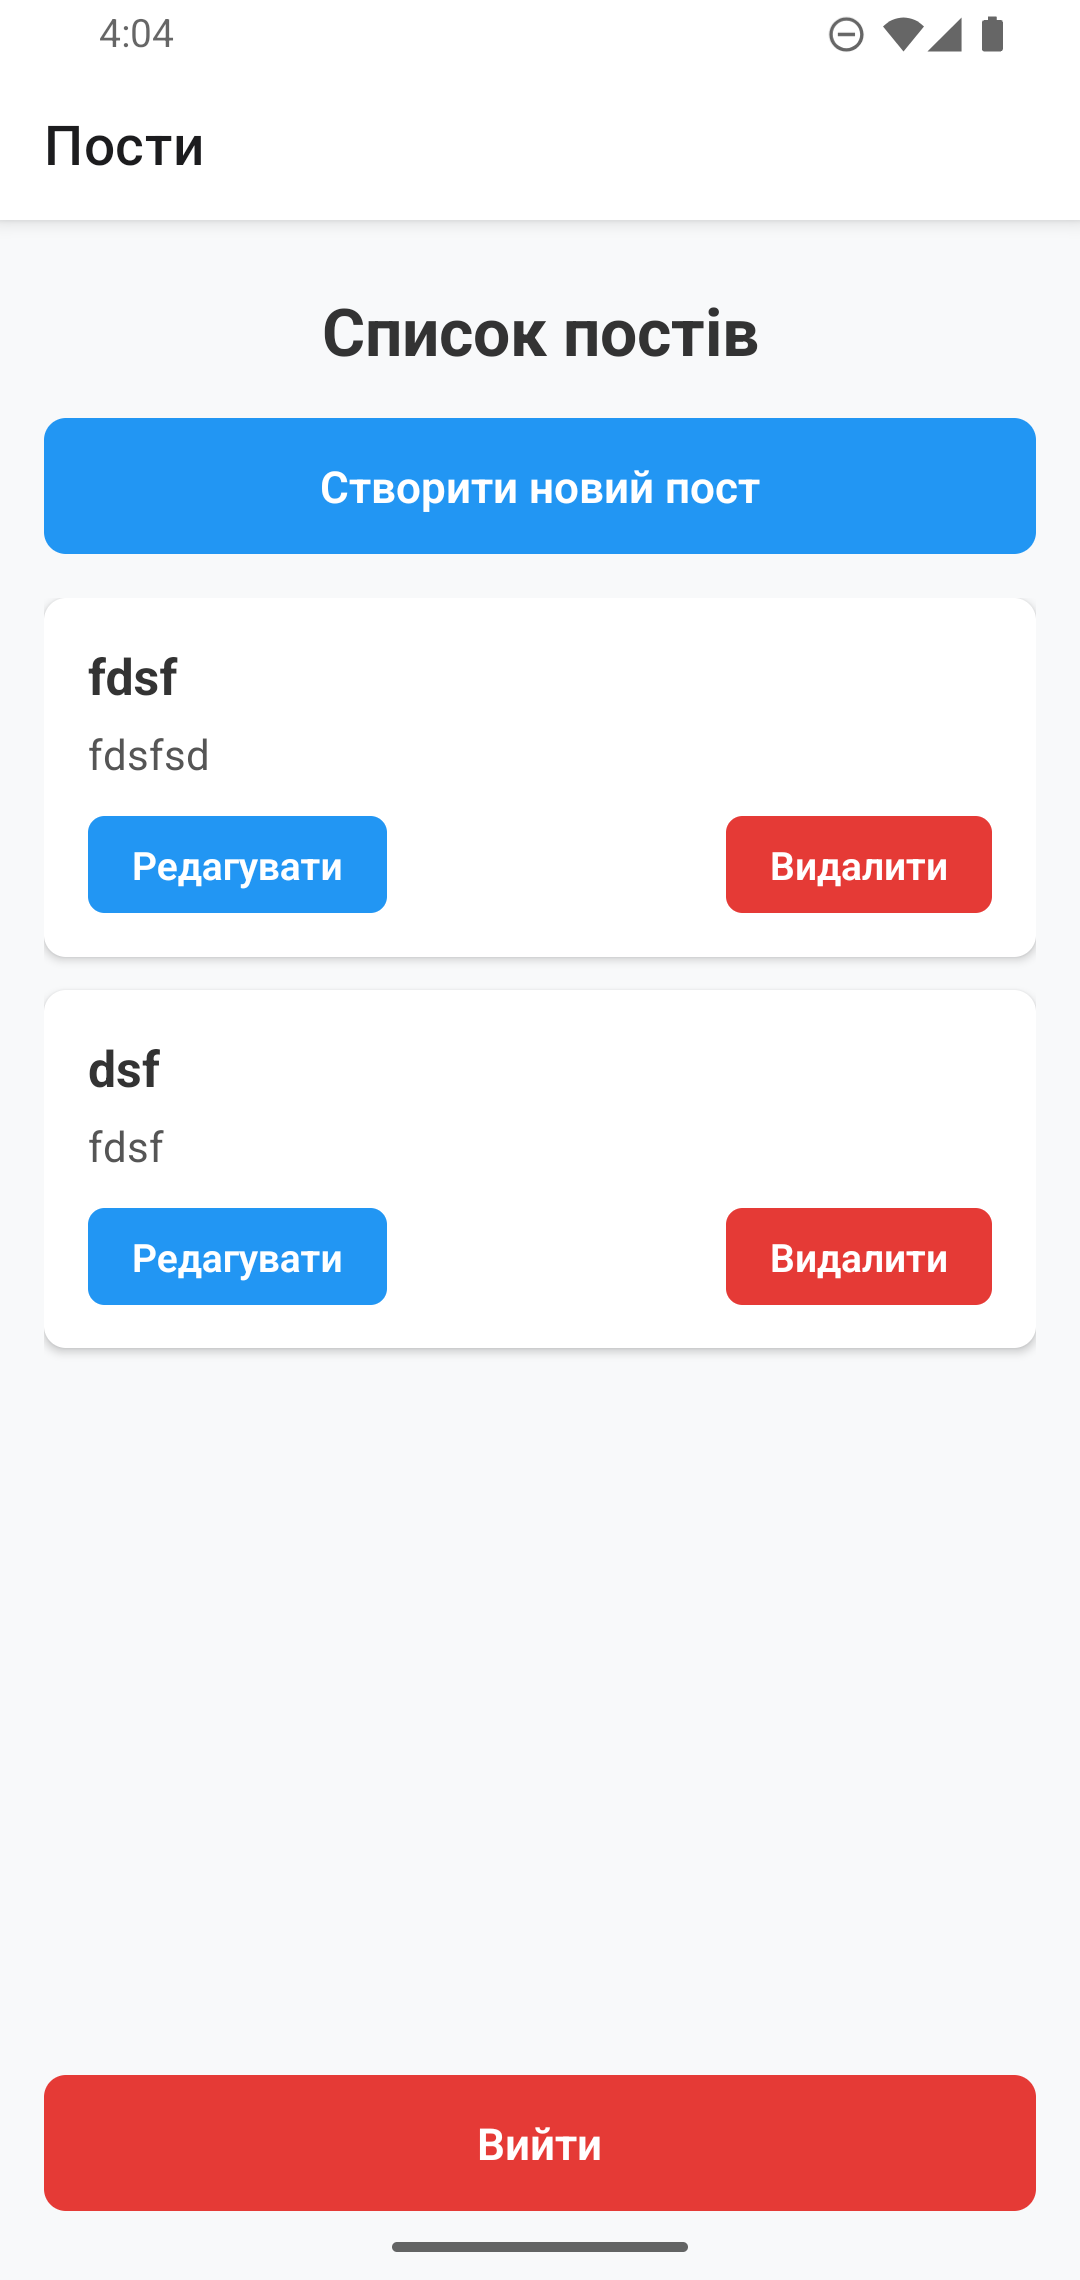 4:04
Пости
Список постів
Створити новий пост
fdsf
fdsfsd
Редагувати Видалити
dsf
fdsf
Редагувати Видалити
Вийти